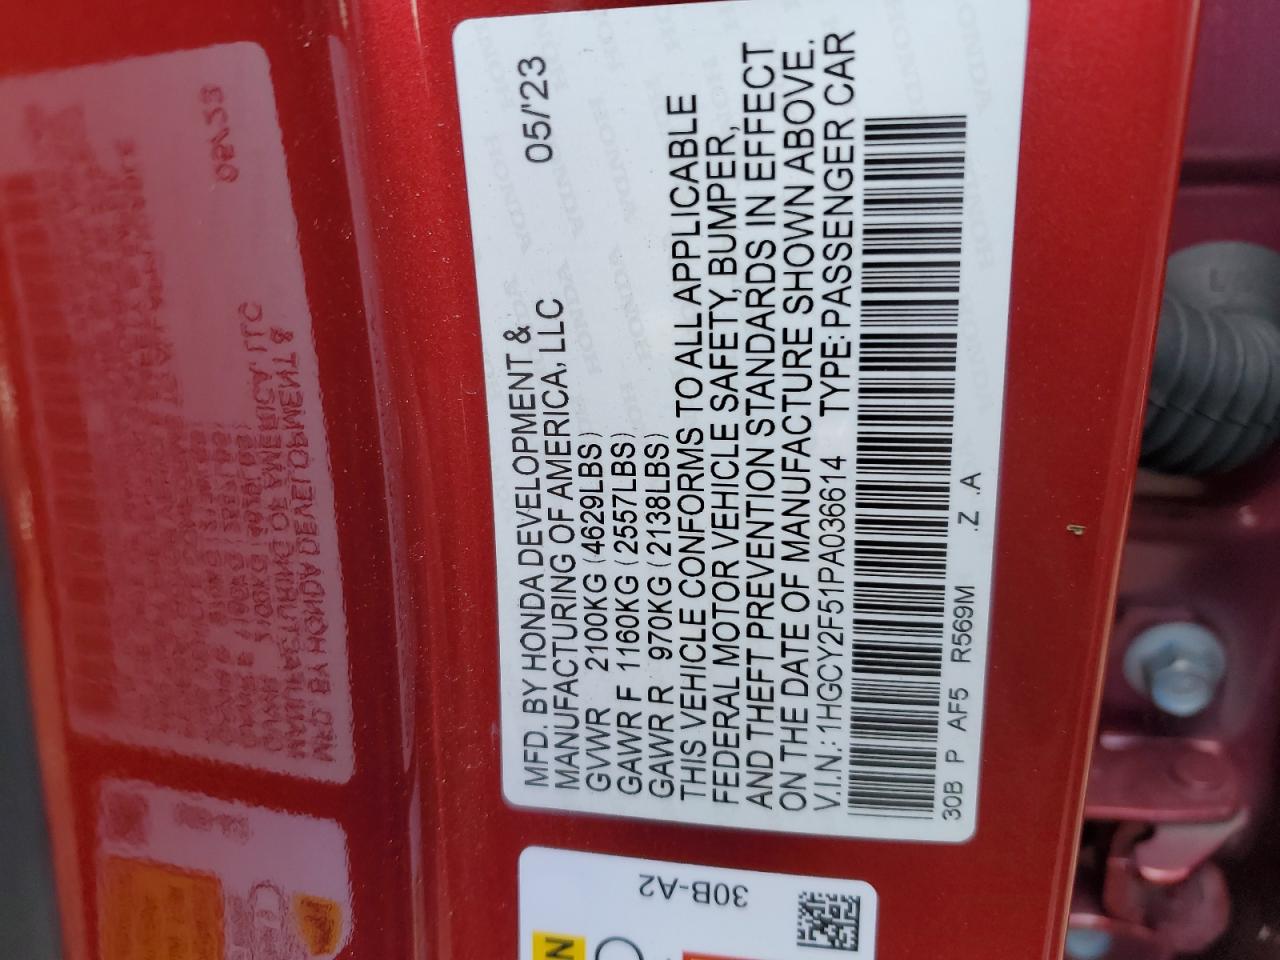 MFD. BY HONDA DEVELOPMENT &
MANUFACTURING OF AMERICA, LLC 05/'23
GVWR 2100KG (4629LBS)
GAWR F 1160KG (2557LBS)
GAWR R 970KG (2138LBS)
THIS VEHICLE CONFORMS TO ALL APPLICABLE
FEDERAL MOTOR VEHICLE SAFETY, BUMPER,
AND THEFT PREVENTION STANDARDS IN EFFECT
ON THE DATE OF MANUFACTURE SHOWN ABOVE.
V.I.N.: 1HGCY2F51PA036614 TYPE: PASSENGER CAR
30B P AF5 R569M .Z .A
30B-A2